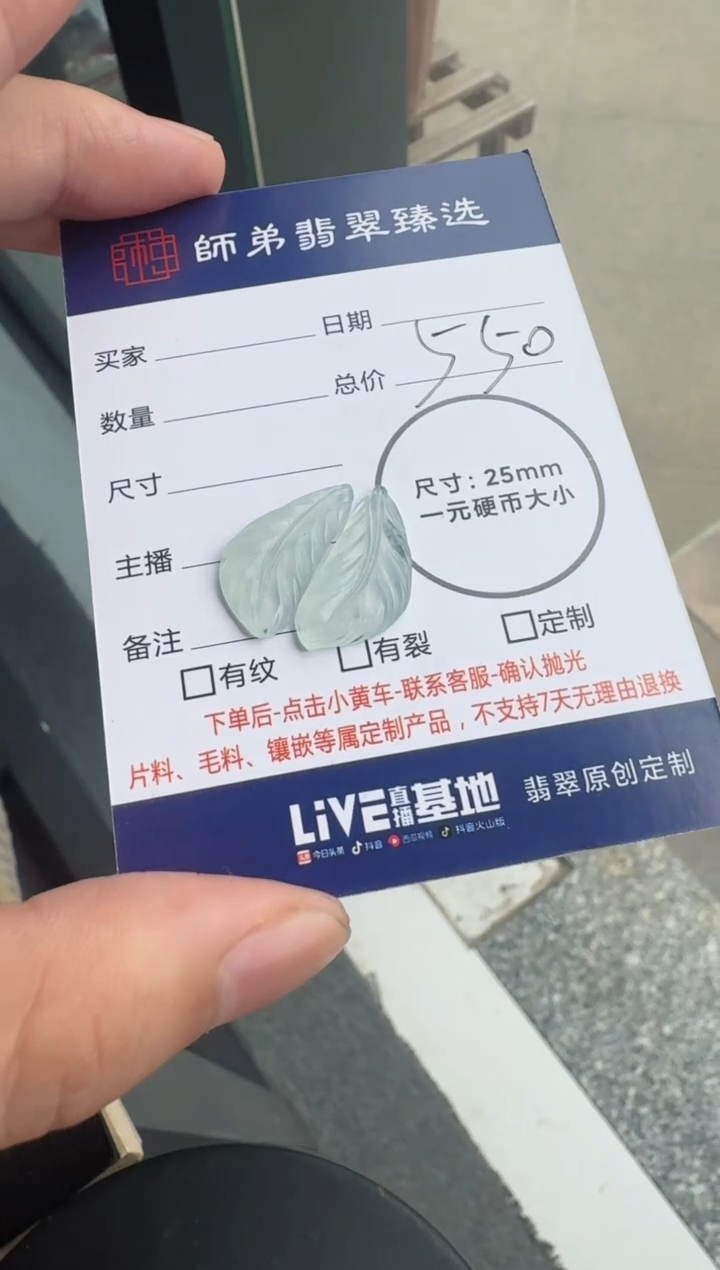 師弟翡翠臻选
买家 日期
数量 总价 550
尺寸
尺寸：25mm
一元硬币大小
主播
备注
有纹 有裂 定制
下单后-点击小黄车-联系客服-确认抛光
片料、毛料、镶嵌等属定制产品，不支持7天无理由退换
LiVE直播基地 翡翠原创定制
今日头条 抖音 西瓜视频 抖音火山版